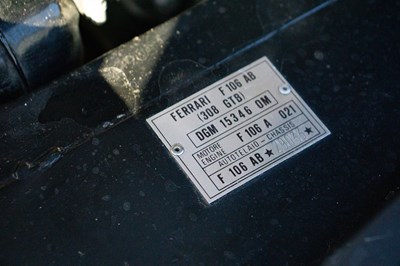 FERRARI F 106 AB
(308 GTB)
DGM 15346 OM
MOTORE
ENGINE F 106 A 021
AUTOTELAIO - CHASSIS
F 106 AB ★ ★